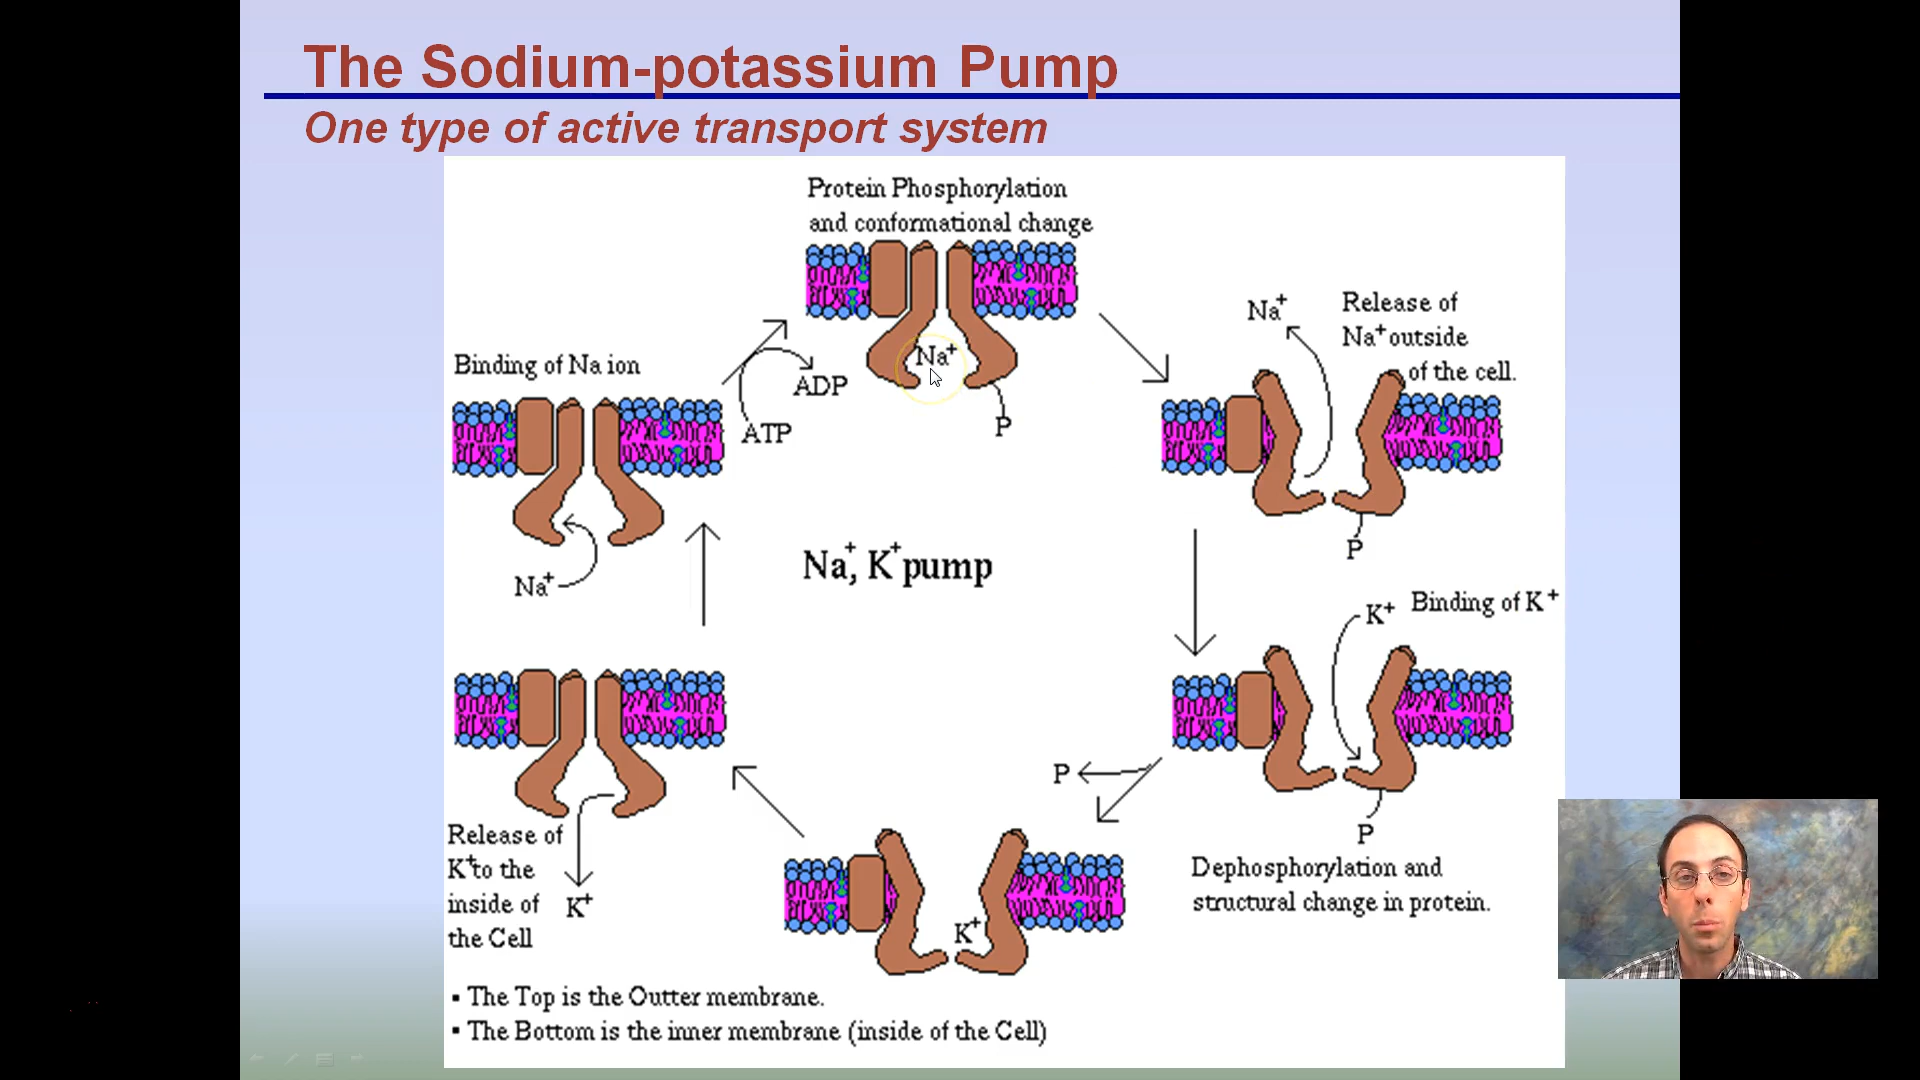 The Sodium-potassium Pump
One type of active transport system
Protein Phosphorylation
and conformational change
Na+
P
ADP
ATP
Binding of Na ion
Na+
Na+
Release of
Na+ outside
of the cell.
P
Na+, K+ pump
K+
Binding of K+
P
P
Dephosphorylation and
structural change in protein.
K+
Release of
K+ to the
inside of
the Cell
K+
▪ The Top is the Outter membrane.
▪ The Bottom is the inner membrane (inside of the Cell)